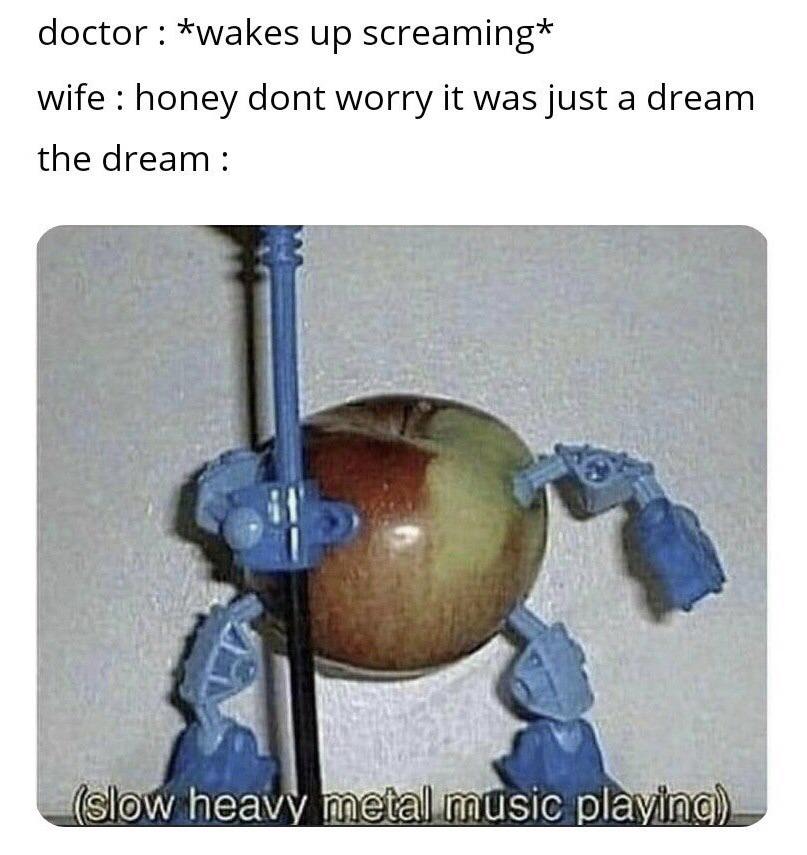 doctor : *wakes up screaming*
wife : honey dont worry it was just a dream
the dream :
(slow heavy metal music playing)